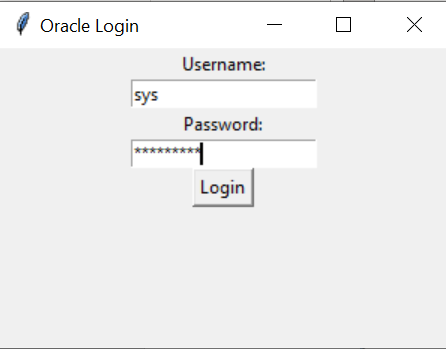 Oracle Login
Username:
sys
Password:
*********
Login